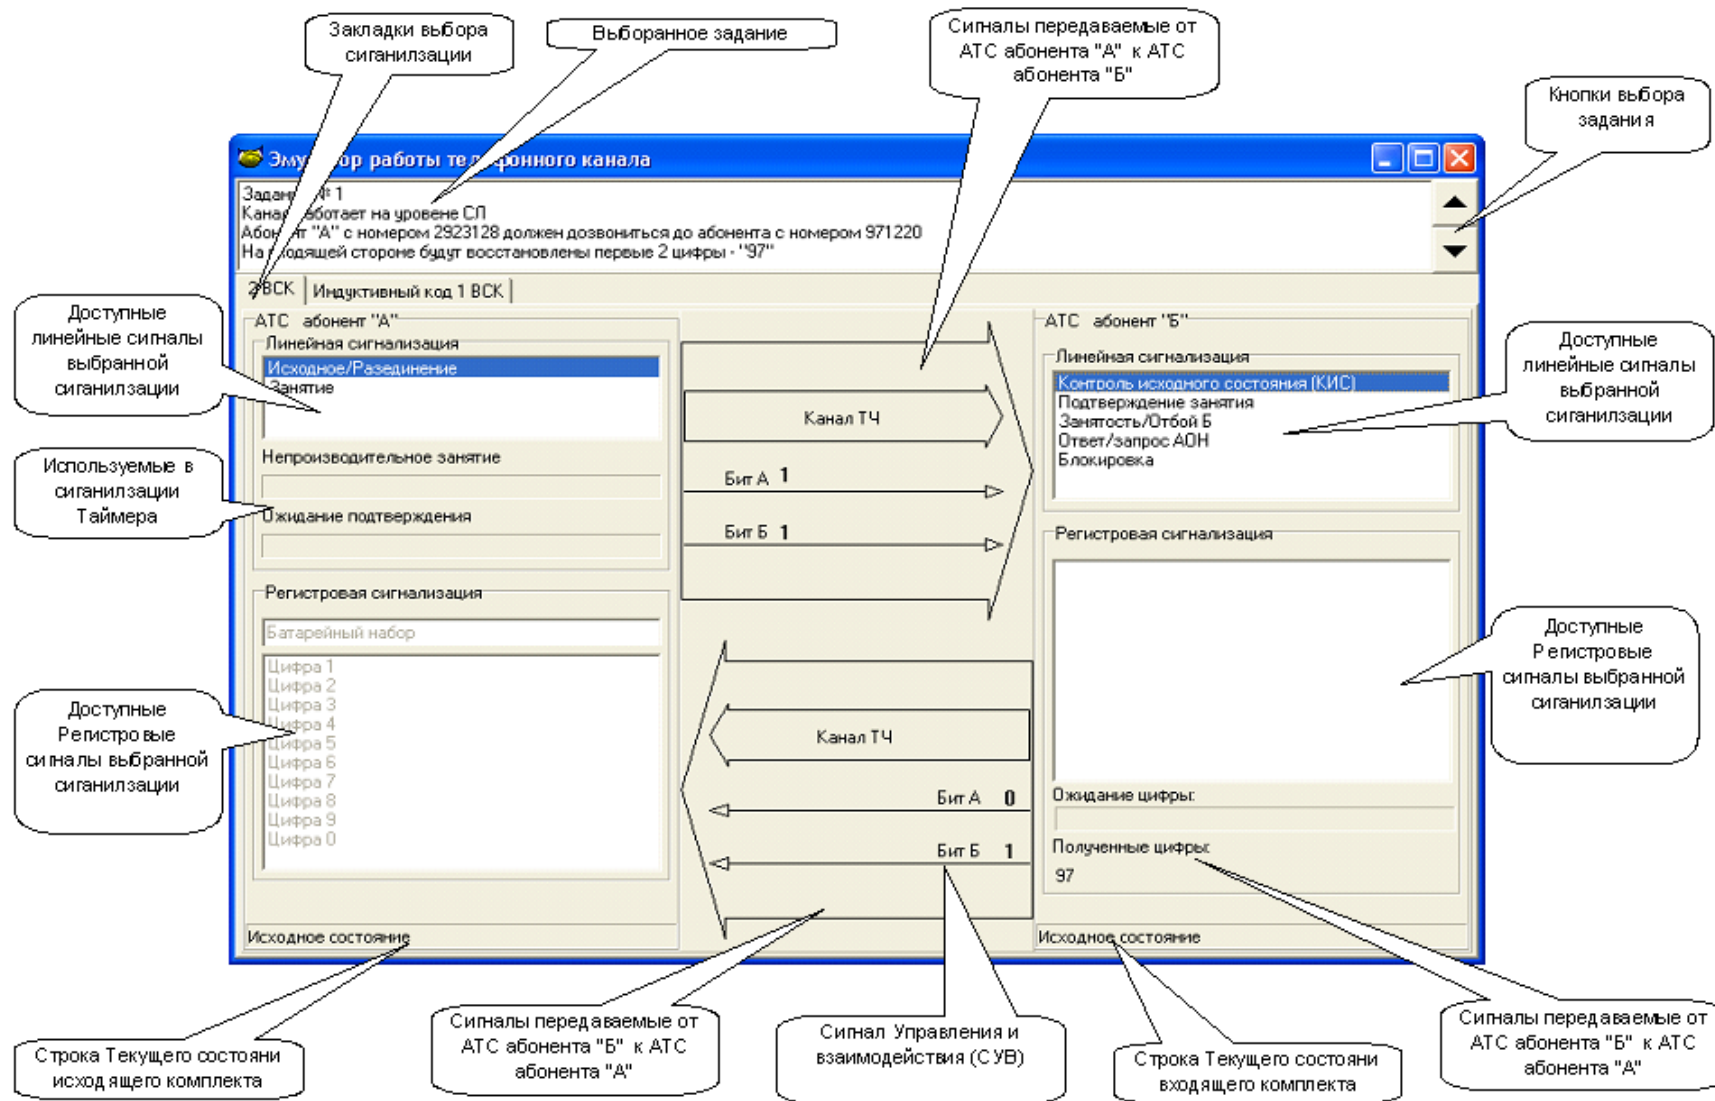 Закладки выбора
сиганилзации
Выборанное задание
Сигналы передаваемые от
АТС абонента "А" к АТС
абонента "Б"
Кнопки выбора
задания
работы
канала
№ 1
на уровене СЛ
"А" с номером 2923128 должен дозвониться до абонента с номером 971220
На стороне будут восстановлены первые 2 цифры - "97"
2 ВСК
Индуктивный код 1 ВСК
Доступные
линейные сигналы
выбранной
сиганилзации
АТС абонент "А"
Линейная сигнализация
Исходное/Разединение
Занятие
Непроизводительное занятие
Используемые в
сиганилзации
Таймера
Ожидание подтверждения
Регистровая сигнализация
Батарейный набор
Цифра 1
Цифра 2
Цифра 3
Цифра 4
Цифра 5
Цифра 6
Цифра 7
Цифра 8
Цифра 9
Цифра 0
Доступные
Регистровые
сигналы выбранной
сиганилзации
Исходное состояние
Канал ТЧ
Бит А 1
Бит Б 1
Канал ТЧ
Бит А 0
Бит Б 1
АТС абонент "Б"
Линейная сигнализация
Контроль исходного состояния (КИС)
Подтверждение занятия
Занятость/Отбой Б
Ответ/запрос АОН
Блокировка
Доступные
линейные сигналы
выбранной
сиганилзации
Регистровая сигнализация
Доступные
Регистровые
сигналы выбранной
сиганилзации
Ожидание цифры:
Полученные цифры:
97
Исходное состояние
Строка Текущего состояни
исходящего комплекта
Сигналы передаваемые от
АТС абонента "Б" к АТС
абонента "А"
Сигнал Управления и
взаимодействия (СУВ)
Строка Текущего состояни
входящего комплекта
Сигналы передаваемые от
АТС абонента "Б" к АТС
абонента "А"